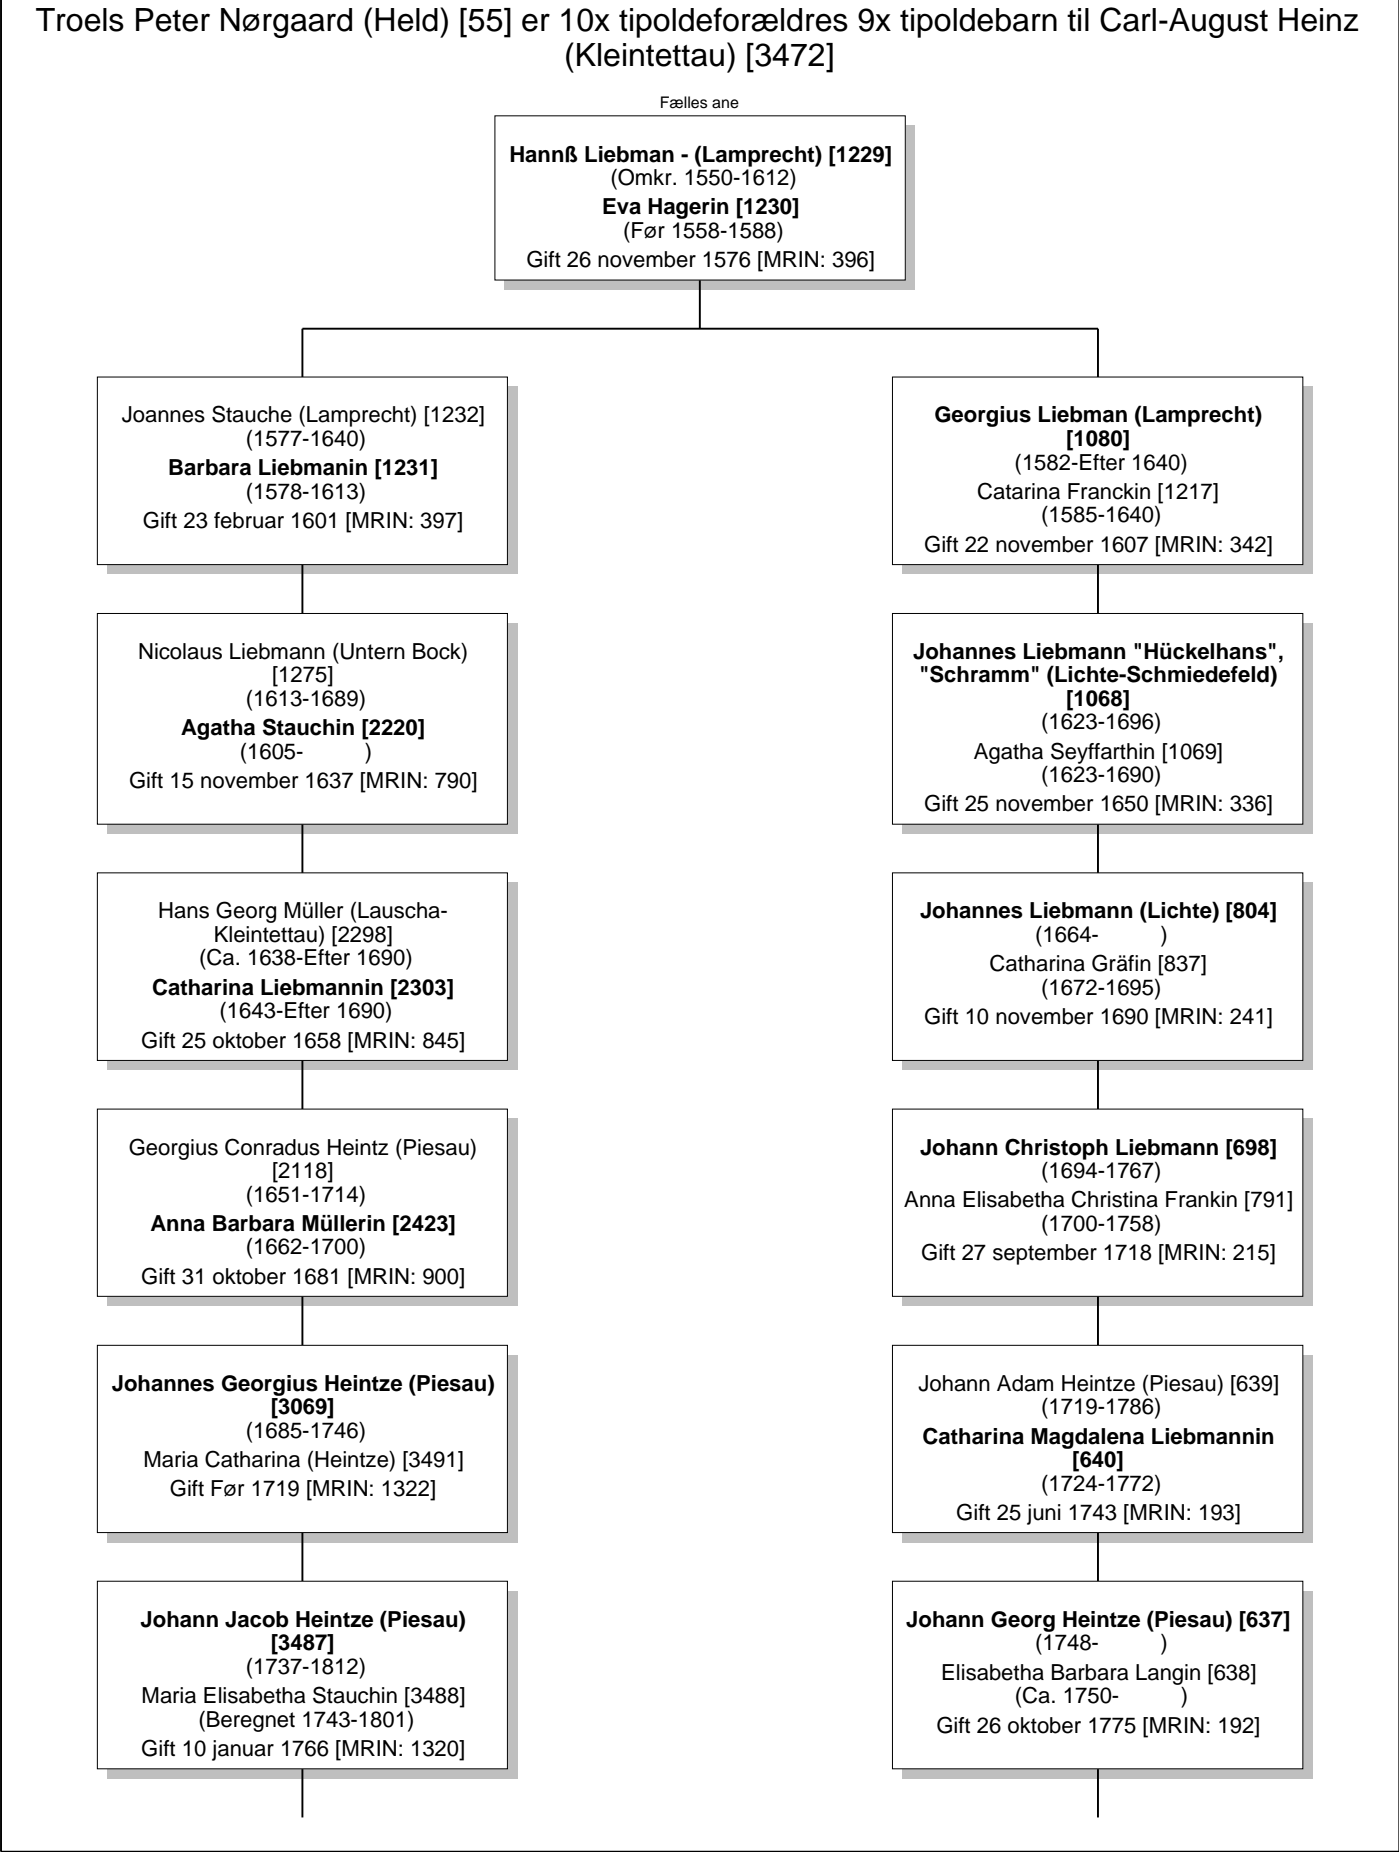 Troels Peter Nørgaard (Held) [55] er 10x tipoldeforældres 9x tipoldebarn til Carl-August Heinz
(Kleintettau) [3472]
Fælles ane
Hannß Liebman - (Lamprecht) [1229]
(Omkr. 1550-1612)
Eva Hagerin [1230]
(Før 1558-1588)
Gift 26 november 1576 [MRIN: 396]
Joannes Stauche (Lamprecht) [1232]
(1577-1640)
Barbara Liebmanin [1231]
(1578-1613)
Gift 23 februar 1601 [MRIN: 397]
Georgius Liebman (Lamprecht)
[1080]
(1582-Efter 1640)
Catarina Franckin [1217]
(1585-1640)
Gift 22 november 1607 [MRIN: 342]
Nicolaus Liebmann (Untern Bock)
[1275]
(1613-1689)
Agatha Stauchin [2220]
(1605- )
Gift 15 november 1637 [MRIN: 790]
Johannes Liebmann "Hückelhans",
"Schramm" (Lichte-Schmiedefeld)
[1068]
(1623-1696)
Agatha Seyffarthin [1069]
(1623-1690)
Gift 25 november 1650 [MRIN: 336]
Hans Georg Müller (Lauscha-
Kleintettau) [2298]
(Ca. 1638-Efter 1690)
Catharina Liebmannin [2303]
(1643-Efter 1690)
Gift 25 oktober 1658 [MRIN: 845]
Johannes Liebmann (Lichte) [804]
(1664- )
Catharina Gräfin [837]
(1672-1695)
Gift 10 november 1690 [MRIN: 241]
Georgius Conradus Heintz (Piesau)
[2118]
(1651-1714)
Anna Barbara Müllerin [2423]
(1662-1700)
Gift 31 oktober 1681 [MRIN: 900]
Johann Christoph Liebmann [698]
(1694-1767)
Anna Elisabetha Christina Frankin [791]
(1700-1758)
Gift 27 september 1718 [MRIN: 215]
Johannes Georgius Heintze (Piesau)
[3069]
(1685-1746)
Maria Catharina (Heintze) [3491]
Gift Før 1719 [MRIN: 1322]
Johann Adam Heintze (Piesau) [639]
(1719-1786)
Catharina Magdalena Liebmannin
[640]
(1724-1772)
Gift 25 juni 1743 [MRIN: 193]
Johann Jacob Heintze (Piesau)
[3487]
(1737-1812)
Maria Elisabetha Stauchin [3488]
(Beregnet 1743-1801)
Gift 10 januar 1766 [MRIN: 1320]
Johann Georg Heintze (Piesau) [637]
(1748- )
Elisabetha Barbara Langin [638]
(Ca. 1750- )
Gift 26 oktober 1775 [MRIN: 192]